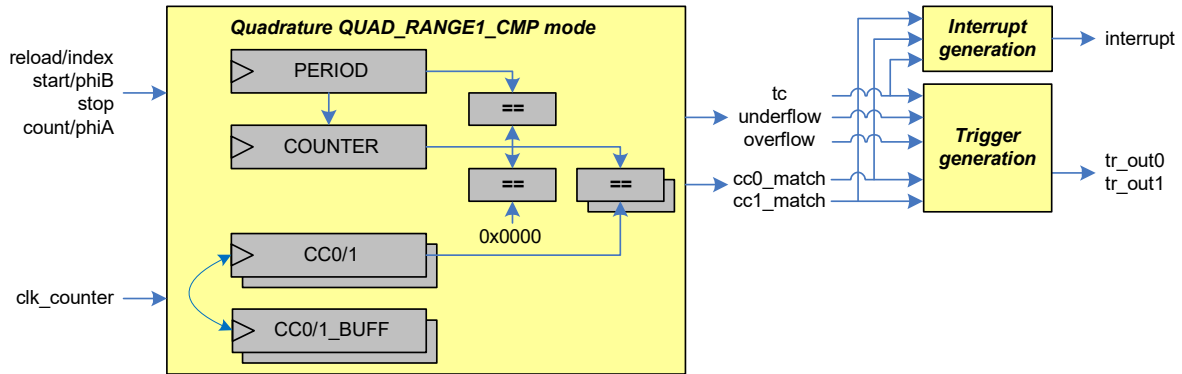 Quadrature QUAD_RANGE1_CMP mode
reload/index
start/phiB
stop
count/phiA
clk_counter
PERIOD
==
COUNTER
==
==
0x0000
CC0/1
CC0/1_BUFF
tc
underflow
overflow
cc0_match
cc1_match
Interrupt
generation
interrupt
Trigger
generation
tr_out0
tr_out1